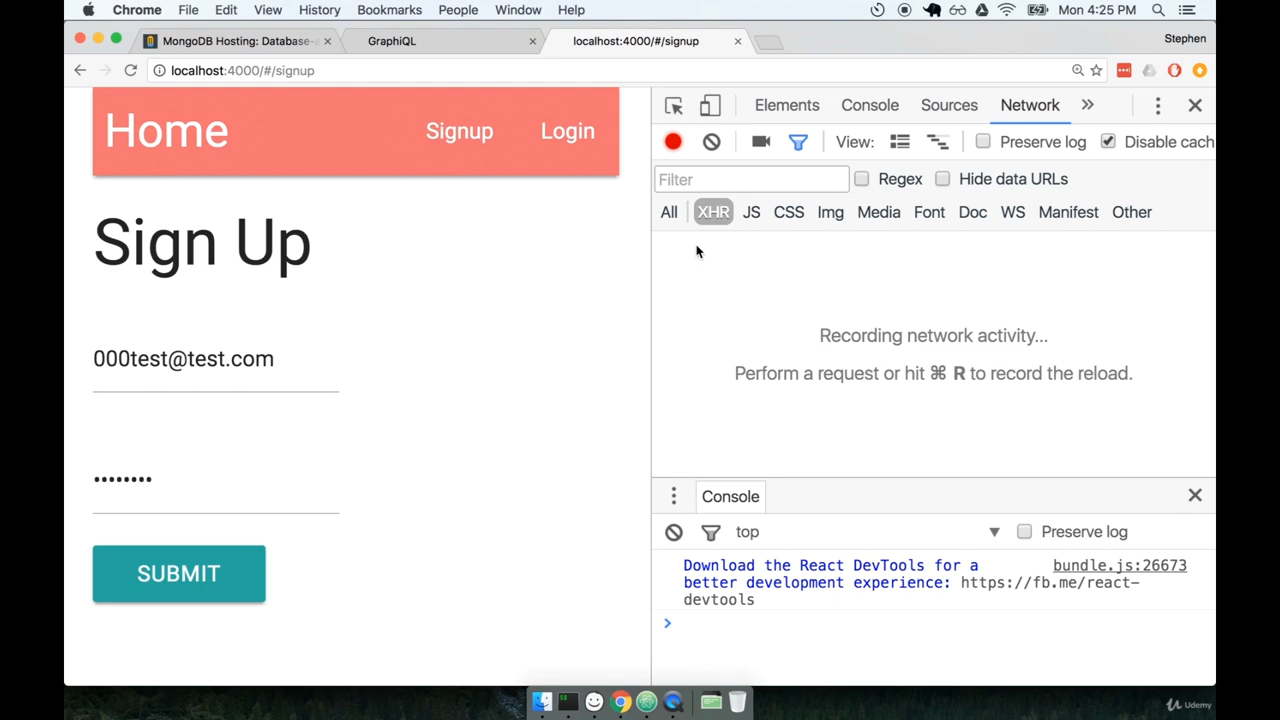 Chrome File Edit View History Bookmarks People Window Help Mon 4:25 PM
MongoDB Hosting: Database- GraphiQL localhost:4000/#/signup Stephen
localhost:4000/#/signup
Home Signup Login
Sign Up
000test@test.com
••••••••
SUBMIT
Elements Console Sources Network
View: Preserve log Disable cach
Filter Regex Hide data URLs
All XHR JS CSS Img Media Font Doc WS Manifest Other
Recording network activity…
Perform a request or hit ⌘ R to record the reload.
Console
top Preserve log
Download the React DevTools for a bundle.js:26673
better development experience: https://fb.me/react-
devtools
Udemy